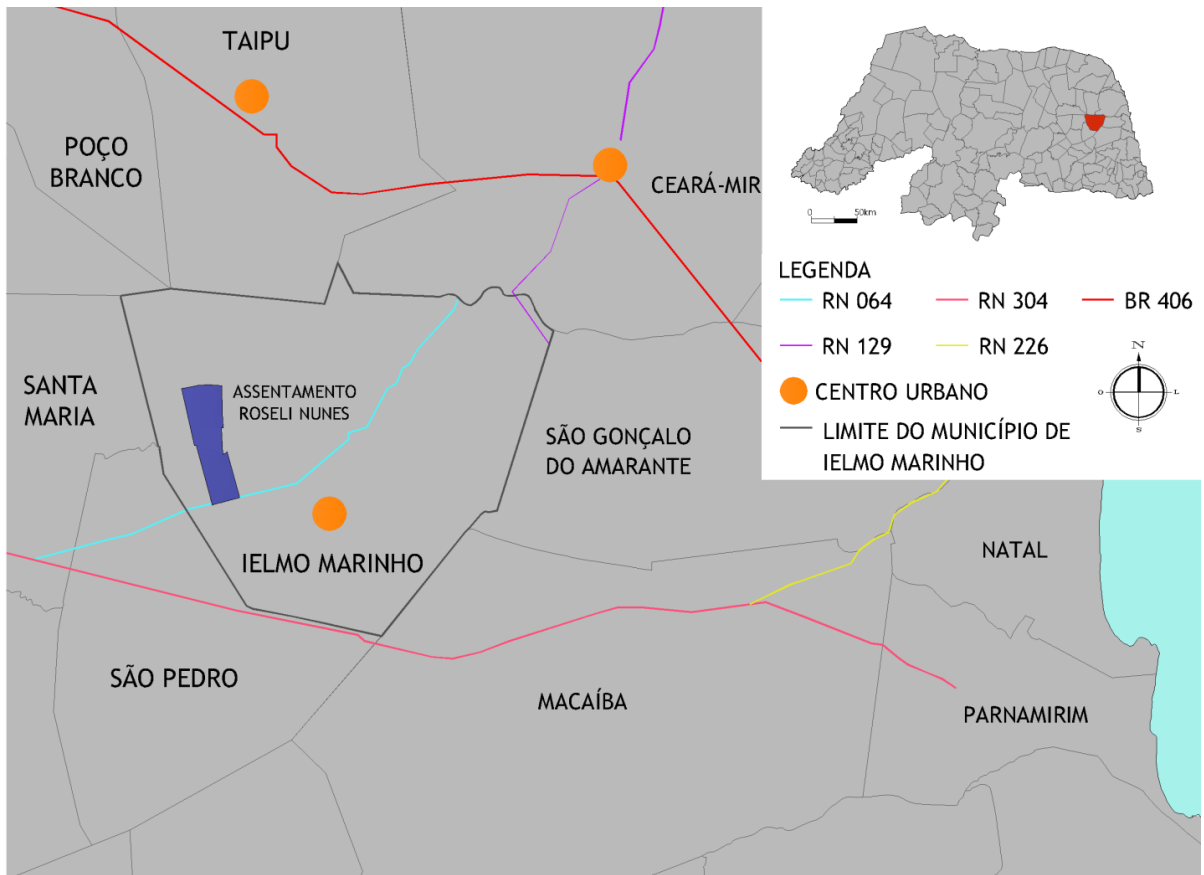 TAIPU
POÇO
BRANCO
CEARÁ-MIR
SANTA
MARIA
ASSENTAMENTO
ROSELI NUNES
SÃO GONÇALO
DO AMARANTE
IELMO MARINHO
NATAL
SÃO PEDRO
MACAÍBA
PARNAMIRIM
0 50km
LEGENDA
RN 064 RN 304 BR 406
RN 129 RN 226
CENTRO URBANO
LIMITE DO MUNICÍPIO DE
IELMO MARINHO
N
O L
S